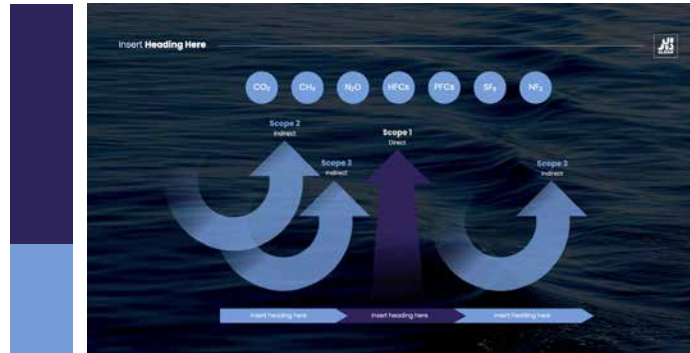 Insert Heading Here
CO₂ CH₄ N₂O HFCs PFCs SF₆ NF₃
Scope 2
Indirect
Scope 1
Direct
Scope 3
Indirect
Scope 3
Indirect
Insert heading here Insert heading here Insert heading here